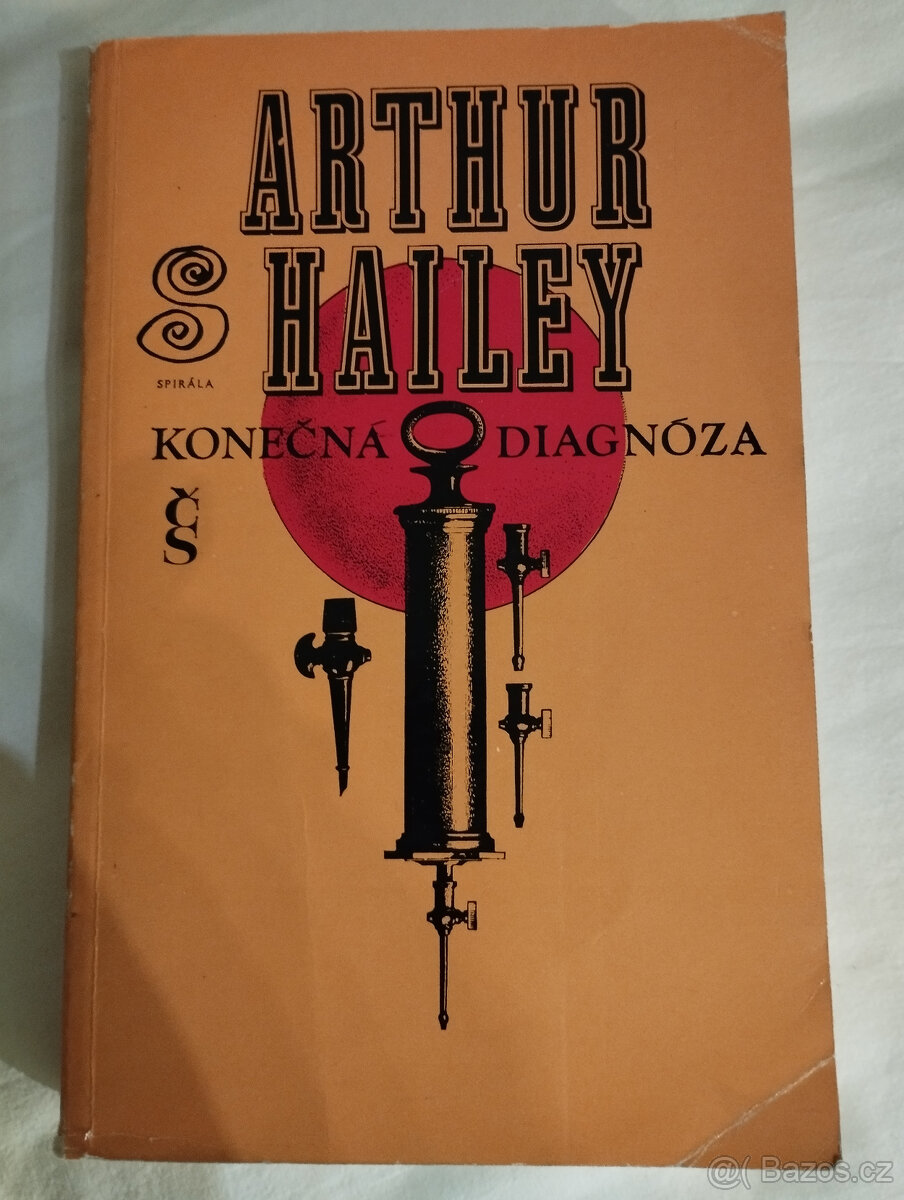 ARTHUR
HAILEY
SPIRÁLA
KONEČNÁ DIAGNÓZA
ČS
@( Bazos.cz